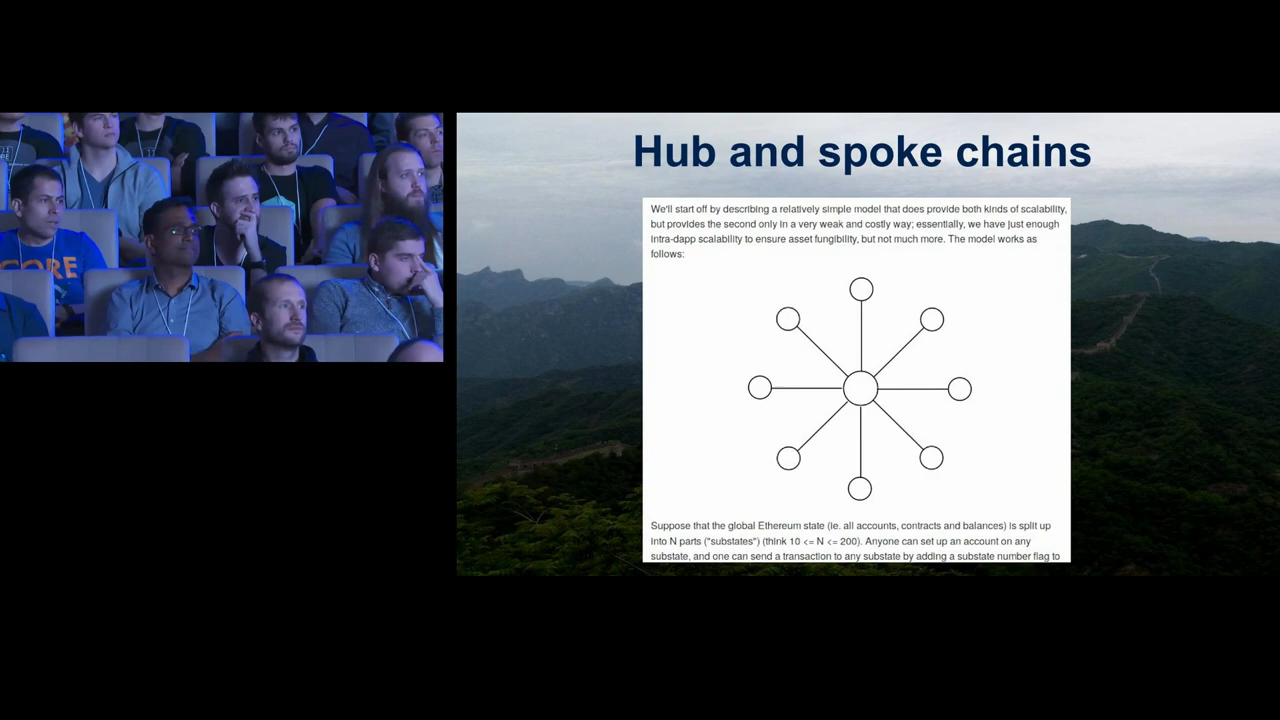 Hub and spoke chains
We'll start off by describing a relatively simple model that does provide both kinds of scalability,
but provides the second only in a very weak and costly way; essentially, we have just enough
intra-dapp scalability to ensure asset fungibility, but not much more. The model works as
follows:
Suppose that the global Ethereum state (ie. all accounts, contracts and balances) is split up
into N parts ("substates") (think 10 <= N <= 200). Anyone can set up an account on any
substate, and one can send a transaction to any substate by adding a substate number flag to
CORE